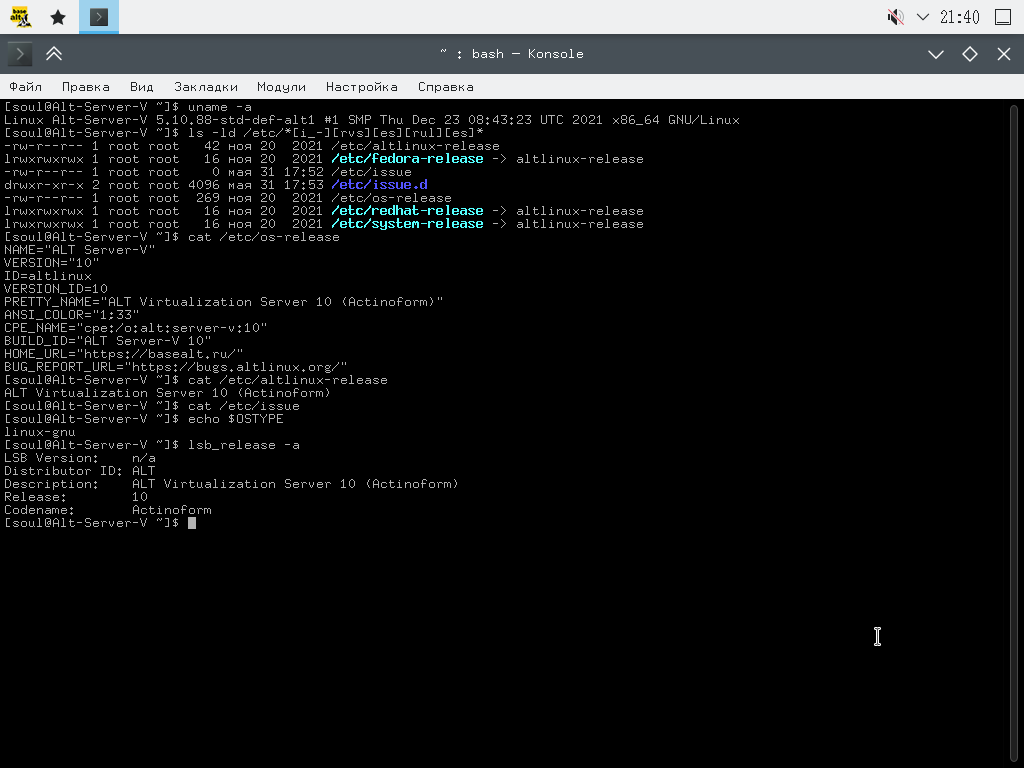 base
alt
21:40
~ : bash — Konsole
Файл Правка Вид Закладки Модули Настройка Справка
[soul@Alt-Server-V ~]$ uname -a
Linux Alt-Server-V 5.10.88-std-def-alt1 #1 SMP Thu Dec 23 08:43:23 UTC 2021 x86_64 GNU/Linux
[soul@Alt-Server-V ~]$ ls -ld /etc/*[i_-][rvs][es][rul][es]*
-rw-r--r-- 1 root root   42 ноя 20  2021 /etc/altlinux-release
lrwxrwxrwx 1 root root   16 ноя 20  2021 /etc/fedora-release -> altlinux-release
-rw-r--r-- 1 root root    0 мая 31 17:52 /etc/issue
drwxr-xr-x 2 root root 4096 мая 31 17:53 /etc/issue.d
-rw-r--r-- 1 root root  269 ноя 20  2021 /etc/os-release
lrwxrwxrwx 1 root root   16 ноя 20  2021 /etc/redhat-release -> altlinux-release
lrwxrwxrwx 1 root root   16 ноя 20  2021 /etc/system-release -> altlinux-release
[soul@Alt-Server-V ~]$ cat /etc/os-release
NAME="ALT Server-V"
VERSION="10"
ID=altlinux
VERSION_ID=10
PRETTY_NAME="ALT Virtualization Server 10 (Actinoform)"
ANSI_COLOR="1;33"
CPE_NAME="cpe:/o:alt:server-v:10"
BUILD_ID="ALT Server-V 10"
HOME_URL="https://basealt.ru/"
BUG_REPORT_URL="https://bugs.altlinux.org/"
[soul@Alt-Server-V ~]$ cat /etc/altlinux-release
ALT Virtualization Server 10 (Actinoform)
[soul@Alt-Server-V ~]$ cat /etc/issue
[soul@Alt-Server-V ~]$ echo $OSTYPE
linux-gnu
[soul@Alt-Server-V ~]$ lsb_release -a
LSB Version:    n/a
Distributor ID: ALT
Description:    ALT Virtualization Server 10 (Actinoform)
Release:        10
Codename:       Actinoform
[soul@Alt-Server-V ~]$